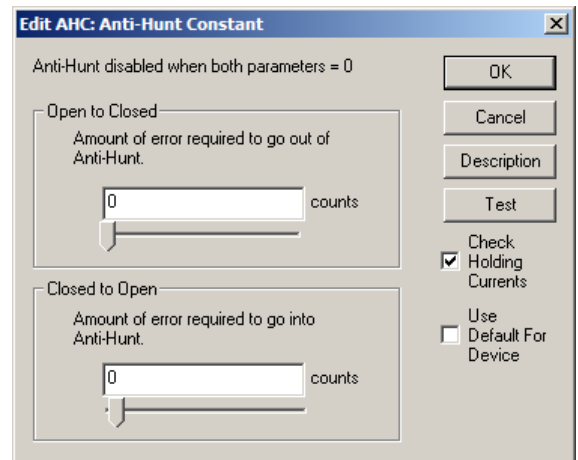 Edit AHC: Anti-Hunt Constant
Anti-Hunt disabled when both parameters = 0
OK
Cancel
Description
Test
Open to Closed
Amount of error required to go out of
Anti-Hunt.
0
counts
Check
Holding
Currents
Closed to Open
Amount of error required to go into
Anti-Hunt.
0
counts
Use
Default For
Device